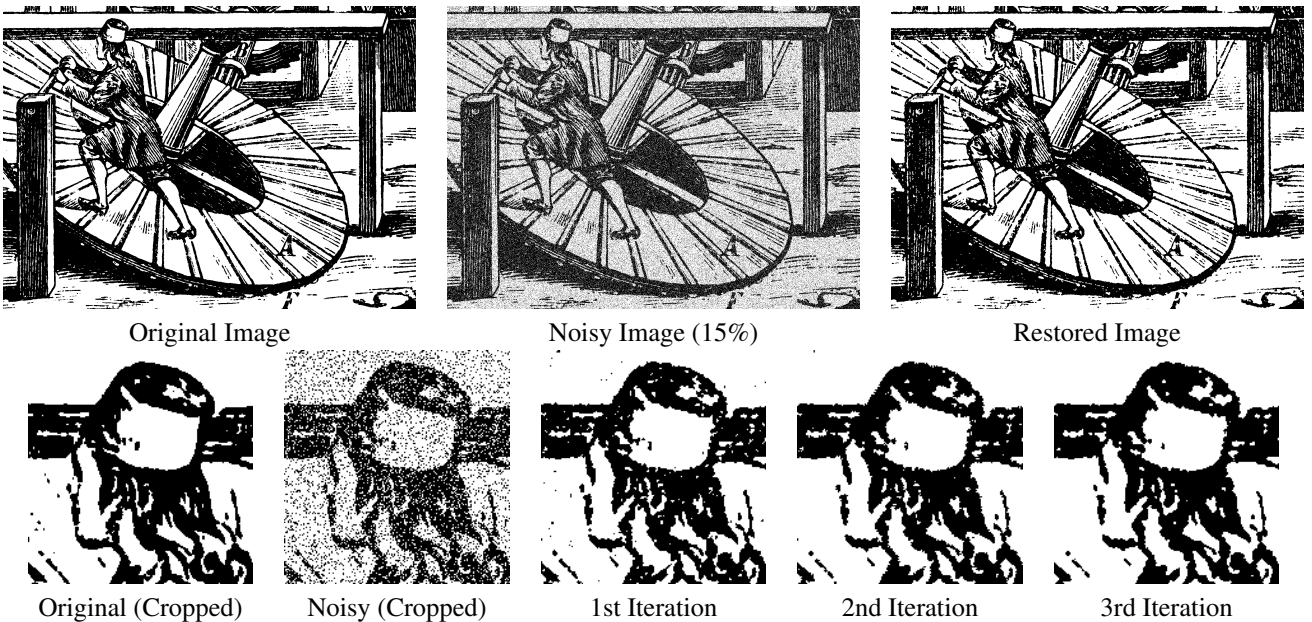 A
A
A
Original Image
Noisy Image (15%)
Restored Image
Original (Cropped)
Noisy (Cropped)
1st Iteration
2nd Iteration
3rd Iteration